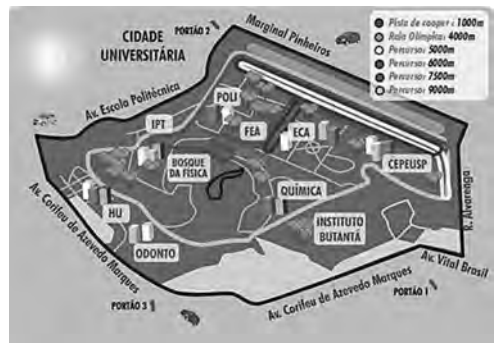 CIDADE
UNIVERSITÁRIA
PORTÃO 2
Marginal Pinheiros
Pista de cooper: 1000m
Raia Olímpica: 4000m
Percurso: 5000m
Percurso: 6000m
Percurso: 7500m
Percurso: 9000m
Av. Escola Politécnica
POLI
IPT
FEA
ECA
CEPEUSP
BOSQUE
DA FÍSICA
QUÍMICA
HU
INSTITUTO
BUTANTÃ
ODONTO
R. Alvarenga
Av. Corifeu de Azevedo Marques
Av. Vital Brasil
Av. Corifeu de Azevedo Marques
PORTÃO 1
PORTÃO 3